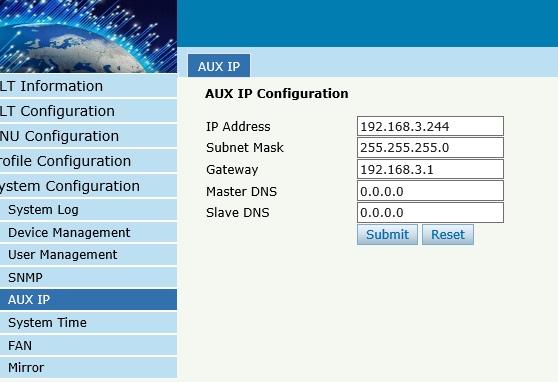 AUX IP
AUX IP Configuration
IP Address 192.168.3.244
Subnet Mask 255.255.255.0
Gateway 192.168.3.1
Master DNS 0.0.0.0
Slave DNS 0.0.0.0
Submit Reset
LT Information
LT Configuration
NU Configuration
rofile Configuration
ystem Configuration
System Log
Device Management
User Management
SNMP
AUX IP
System Time
FAN
Mirror